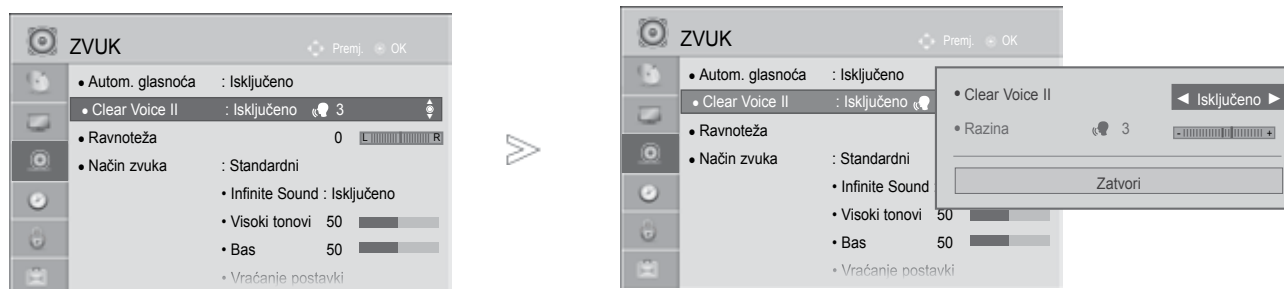 ZVUK
Premj. OK
• Autom. glasnoća : Isključeno
• Clear Voice II : Isključeno 3
• Ravnoteža 0 L R
• Način zvuka : Standardni
• Infinite Sound : Isključeno
• Visoki tonovi 50
• Bas 50
• Vraćanje postavki
ZVUK
Premj. OK
• Autom. glasnoća : Isključeno
• Clear Voice II : Isključeno
• Ravnoteža
• Način zvuka : Standardni
• Infinite Sound :
• Visoki tonovi 50
• Bas 50
• Vraćanje postavki
• Clear Voice II ◄ Isključeno ►
• Razina 3 - +
Zatvori